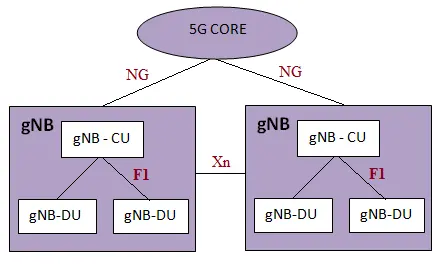 5G CORE
NG
NG
gNB
gNB - CU
F1
gNB-DU
gNB-DU
Xn
gNB
gNB - CU
F1
gNB-DU
gNB-DU